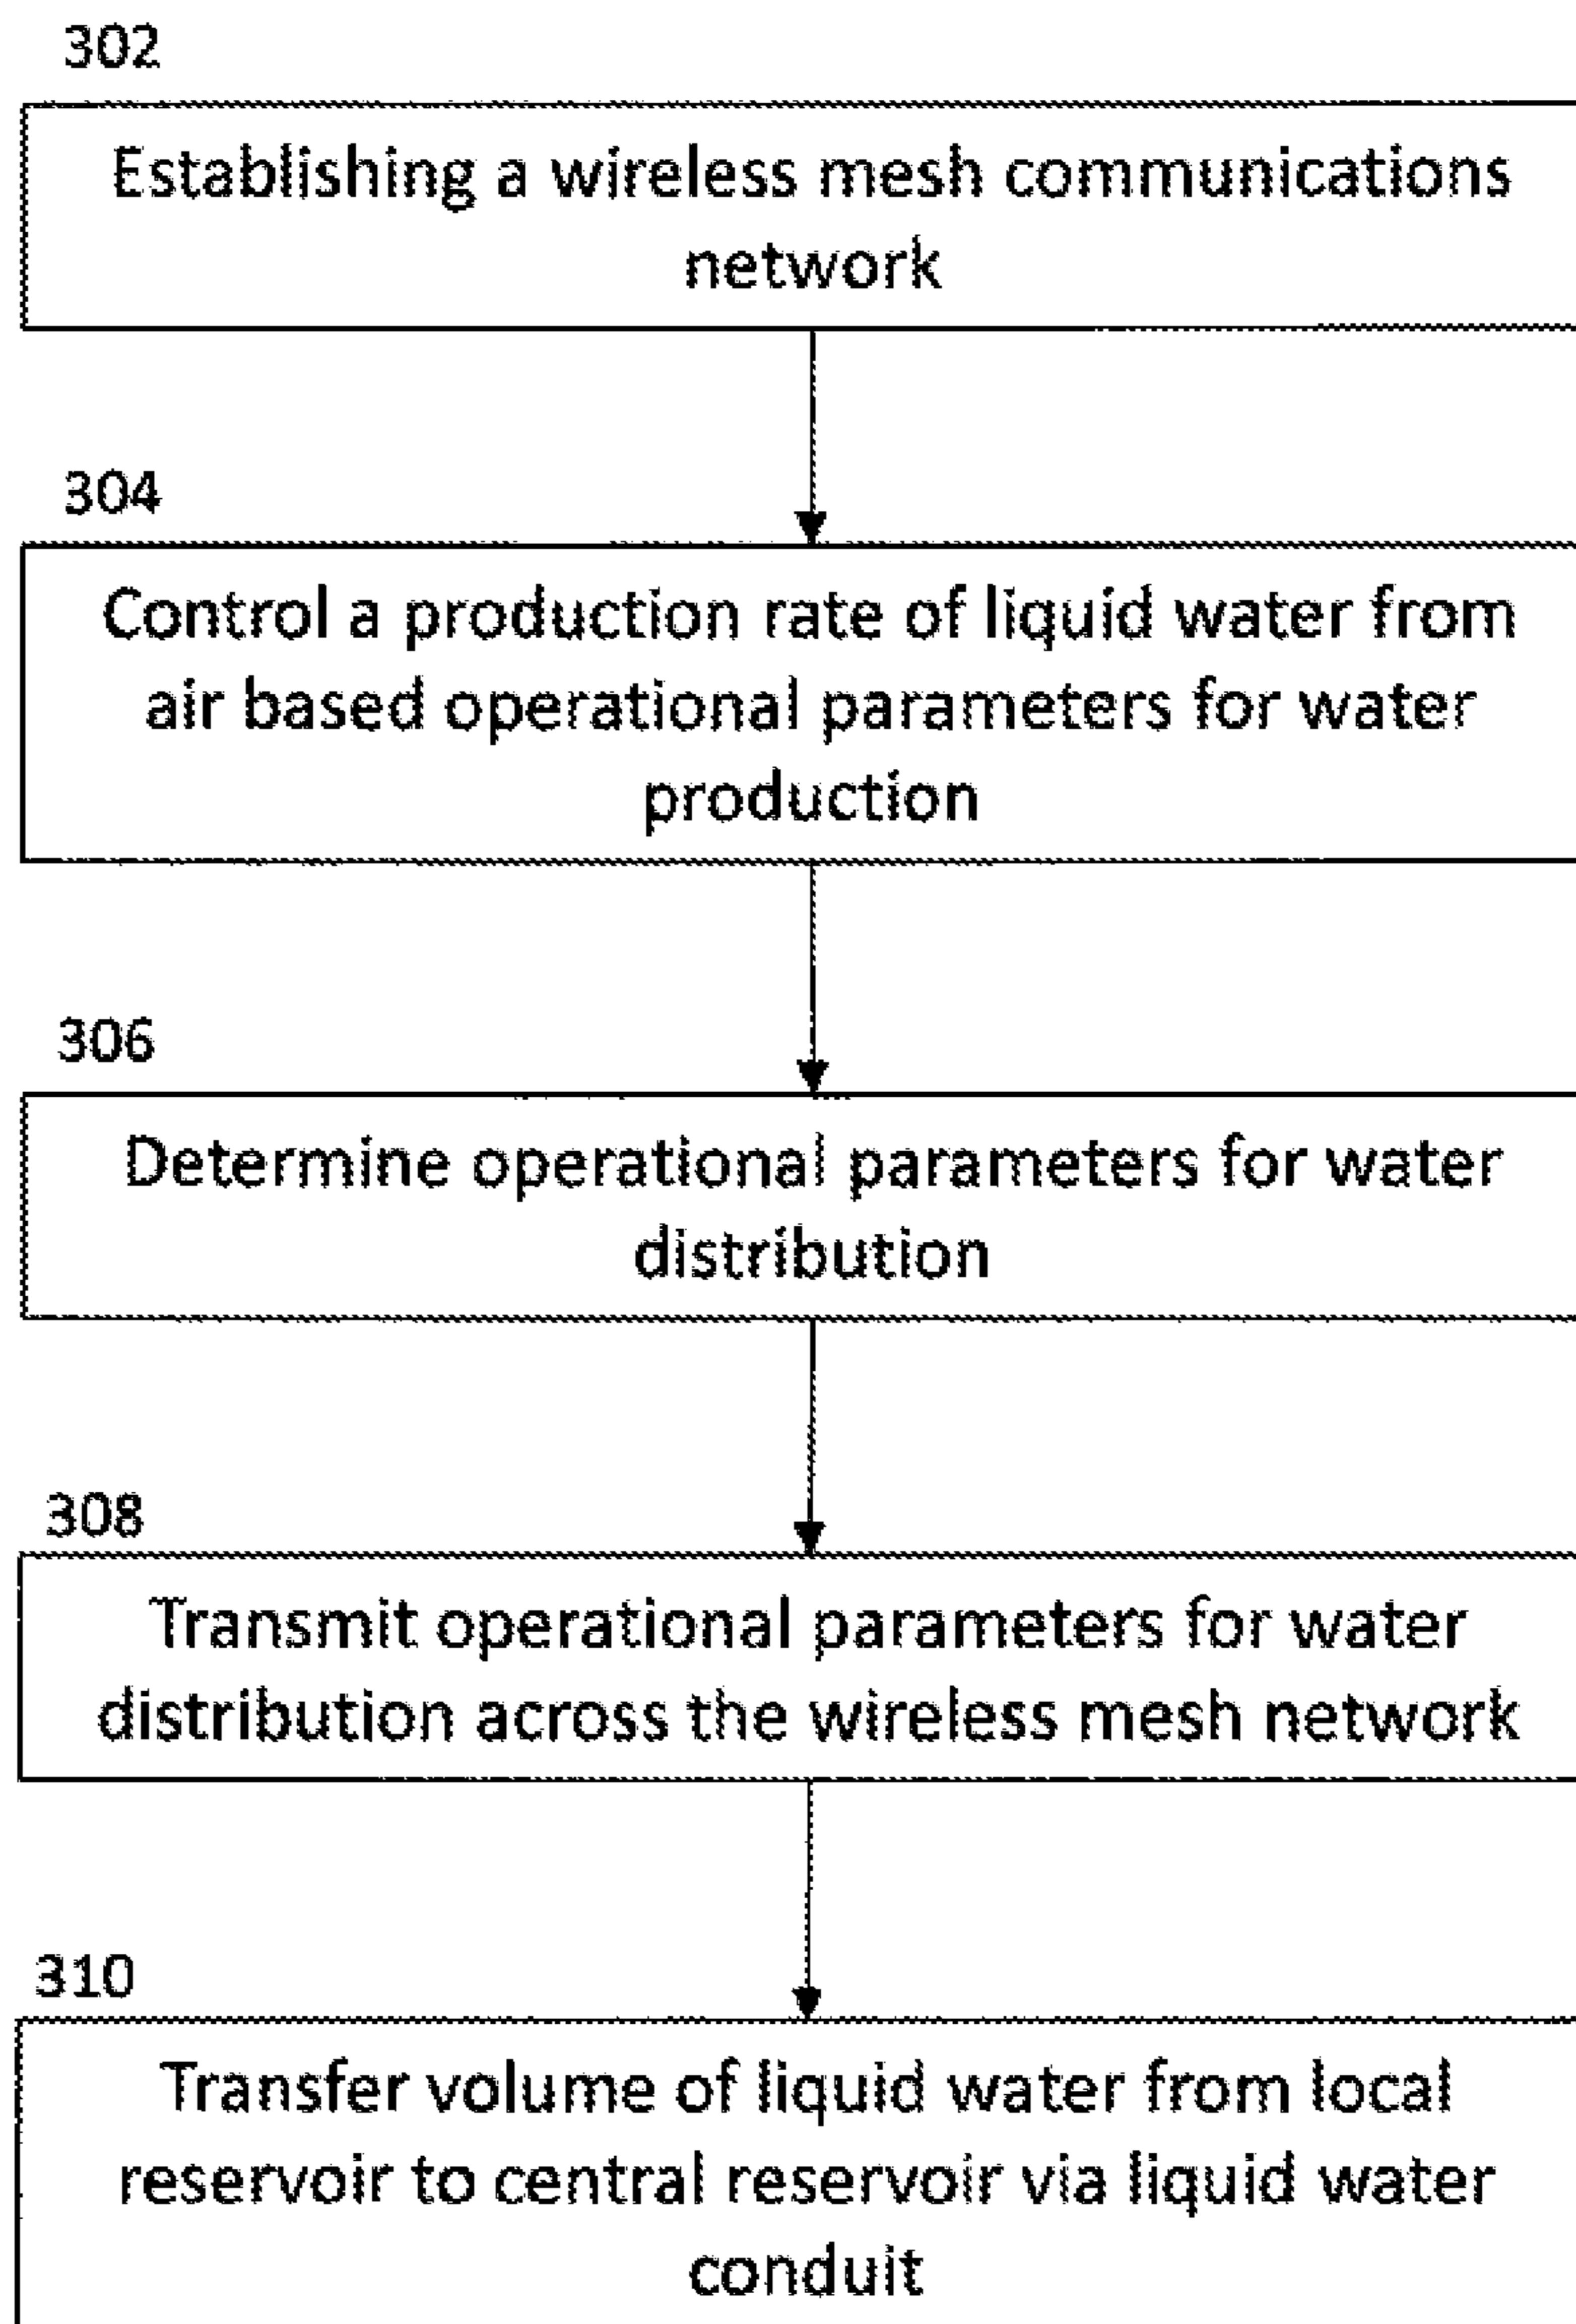 302
Establishing a wireless mesh communications
network
304
Control a production rate of liquid water from
air based operational parameters for water
production
306
Determine operational parameters for water
distribution
308
Transmit operational parameters for water
distribution across the wireless mesh network
310
Transfer volume of liquid water from local
reservoir to central reservoir via liquid water
conduit